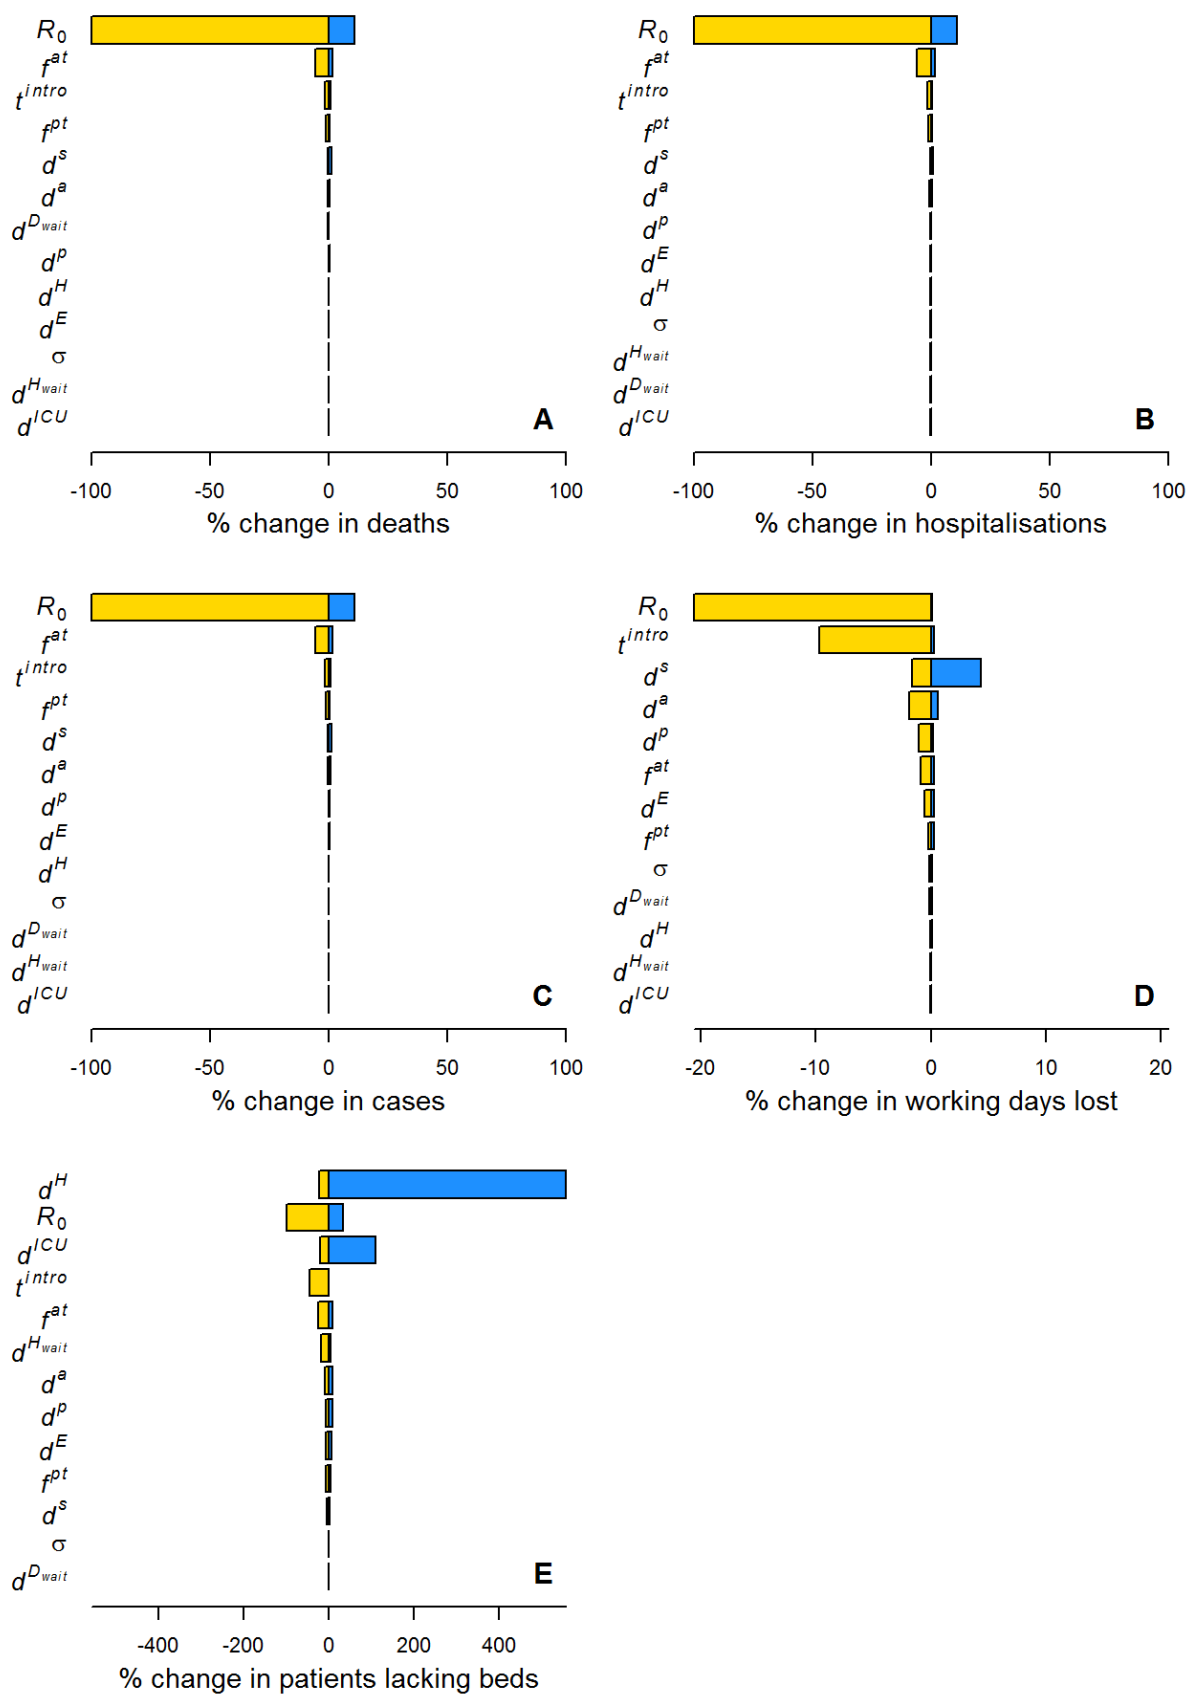 R0
f^at
t^intro
f^pt
d^s
d^a
d^Dwait
d^p
d^H
d^E
σ
d^Hwait
d^ICU
A
-100 -50 0 50 100
% change in deaths
R0
f^at
t^intro
f^pt
d^s
d^a
d^p
d^E
d^H
σ
d^Hwait
d^Dwait
d^ICU
B
-100 -50 0 50 100
% change in hospitalisations
R0
f^at
t^intro
f^pt
d^s
d^a
d^p
d^E
d^H
σ
d^Dwait
d^Hwait
d^ICU
C
-100 -50 0 50 100
% change in cases
R0
t^intro
d^s
d^a
d^p
f^at
d^E
f^pt
σ
d^Dwait
d^H
d^Hwait
d^ICU
D
-20 -10 0 10 20
% change in working days lost
d^H
R0
d^ICU
t^intro
f^at
d^Hwait
d^a
d^p
d^E
f^pt
d^s
σ
d^Dwait
E
-400 -200 0 200 400
% change in patients lacking beds